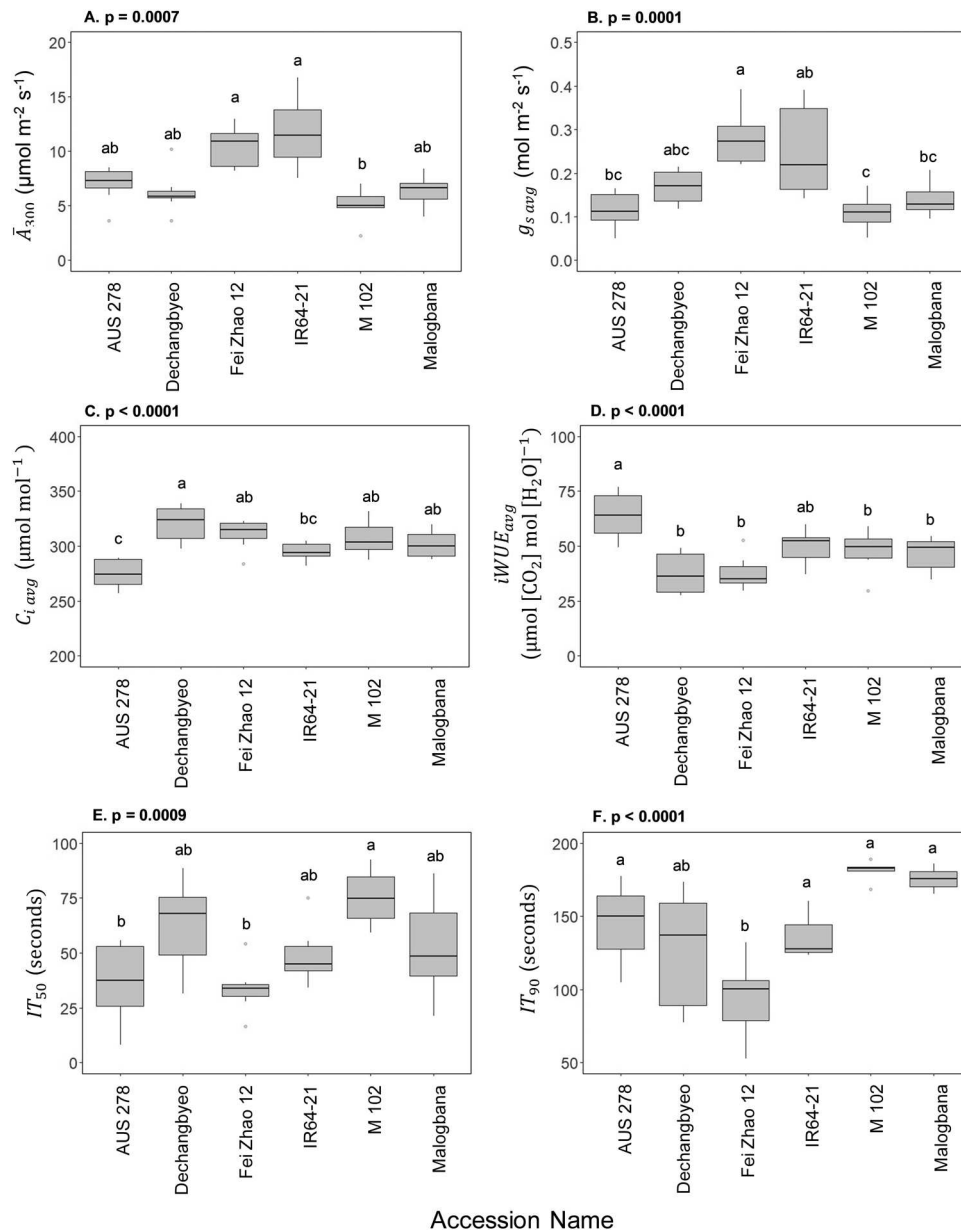 A. p = 0.0007
20
15
10
5
0
Ā₃₀₀ (μmol m⁻² s⁻¹)
ab
ab
a
a
b
ab
AUS 278
Dechangbyeo
Fei Zhao 12
IR64-21
M 102
Malogbana
B. p = 0.0001
0.5
0.4
0.3
0.2
0.1
0.0
g_{s avg} (mol m⁻² s⁻¹)
bc
abc
a
ab
c
bc
AUS 278
Dechangbyeo
Fei Zhao 12
IR64-21
M 102
Malogbana
C. p < 0.0001
400
350
300
250
200
C_{i avg} (μmol mol⁻¹)
c
a
ab
bc
ab
ab
AUS 278
Dechangbyeo
Fei Zhao 12
IR64-21
M 102
Malogbana
D. p < 0.0001
100
75
50
25
0
iWUE_{avg}
(μmol [CO₂] mol [H₂O]⁻¹)
a
b
b
ab
b
b
AUS 278
Dechangbyeo
Fei Zhao 12
IR64-21
M 102
Malogbana
E. p = 0.0009
100
75
50
25
0
IT₅₀ (seconds)
b
ab
b
ab
a
ab
AUS 278
Dechangbyeo
Fei Zhao 12
IR64-21
M 102
Malogbana
F. p < 0.0001
200
150
100
50
IT₉₀ (seconds)
a
ab
b
a
a
a
AUS 278
Dechangbyeo
Fei Zhao 12
IR64-21
M 102
Malogbana
Accession Name